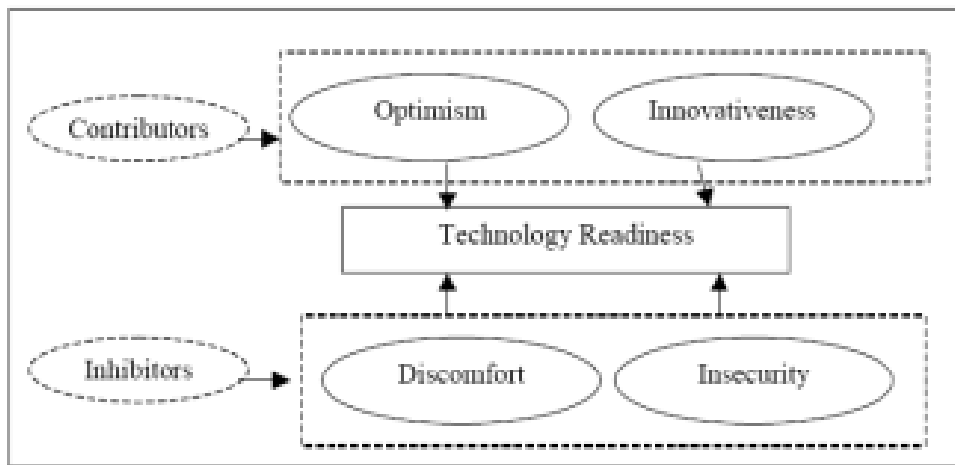 Optimism
Innovativeness
Contributors
Technology Readiness
Inhibitors
Discomfort
Insecurity